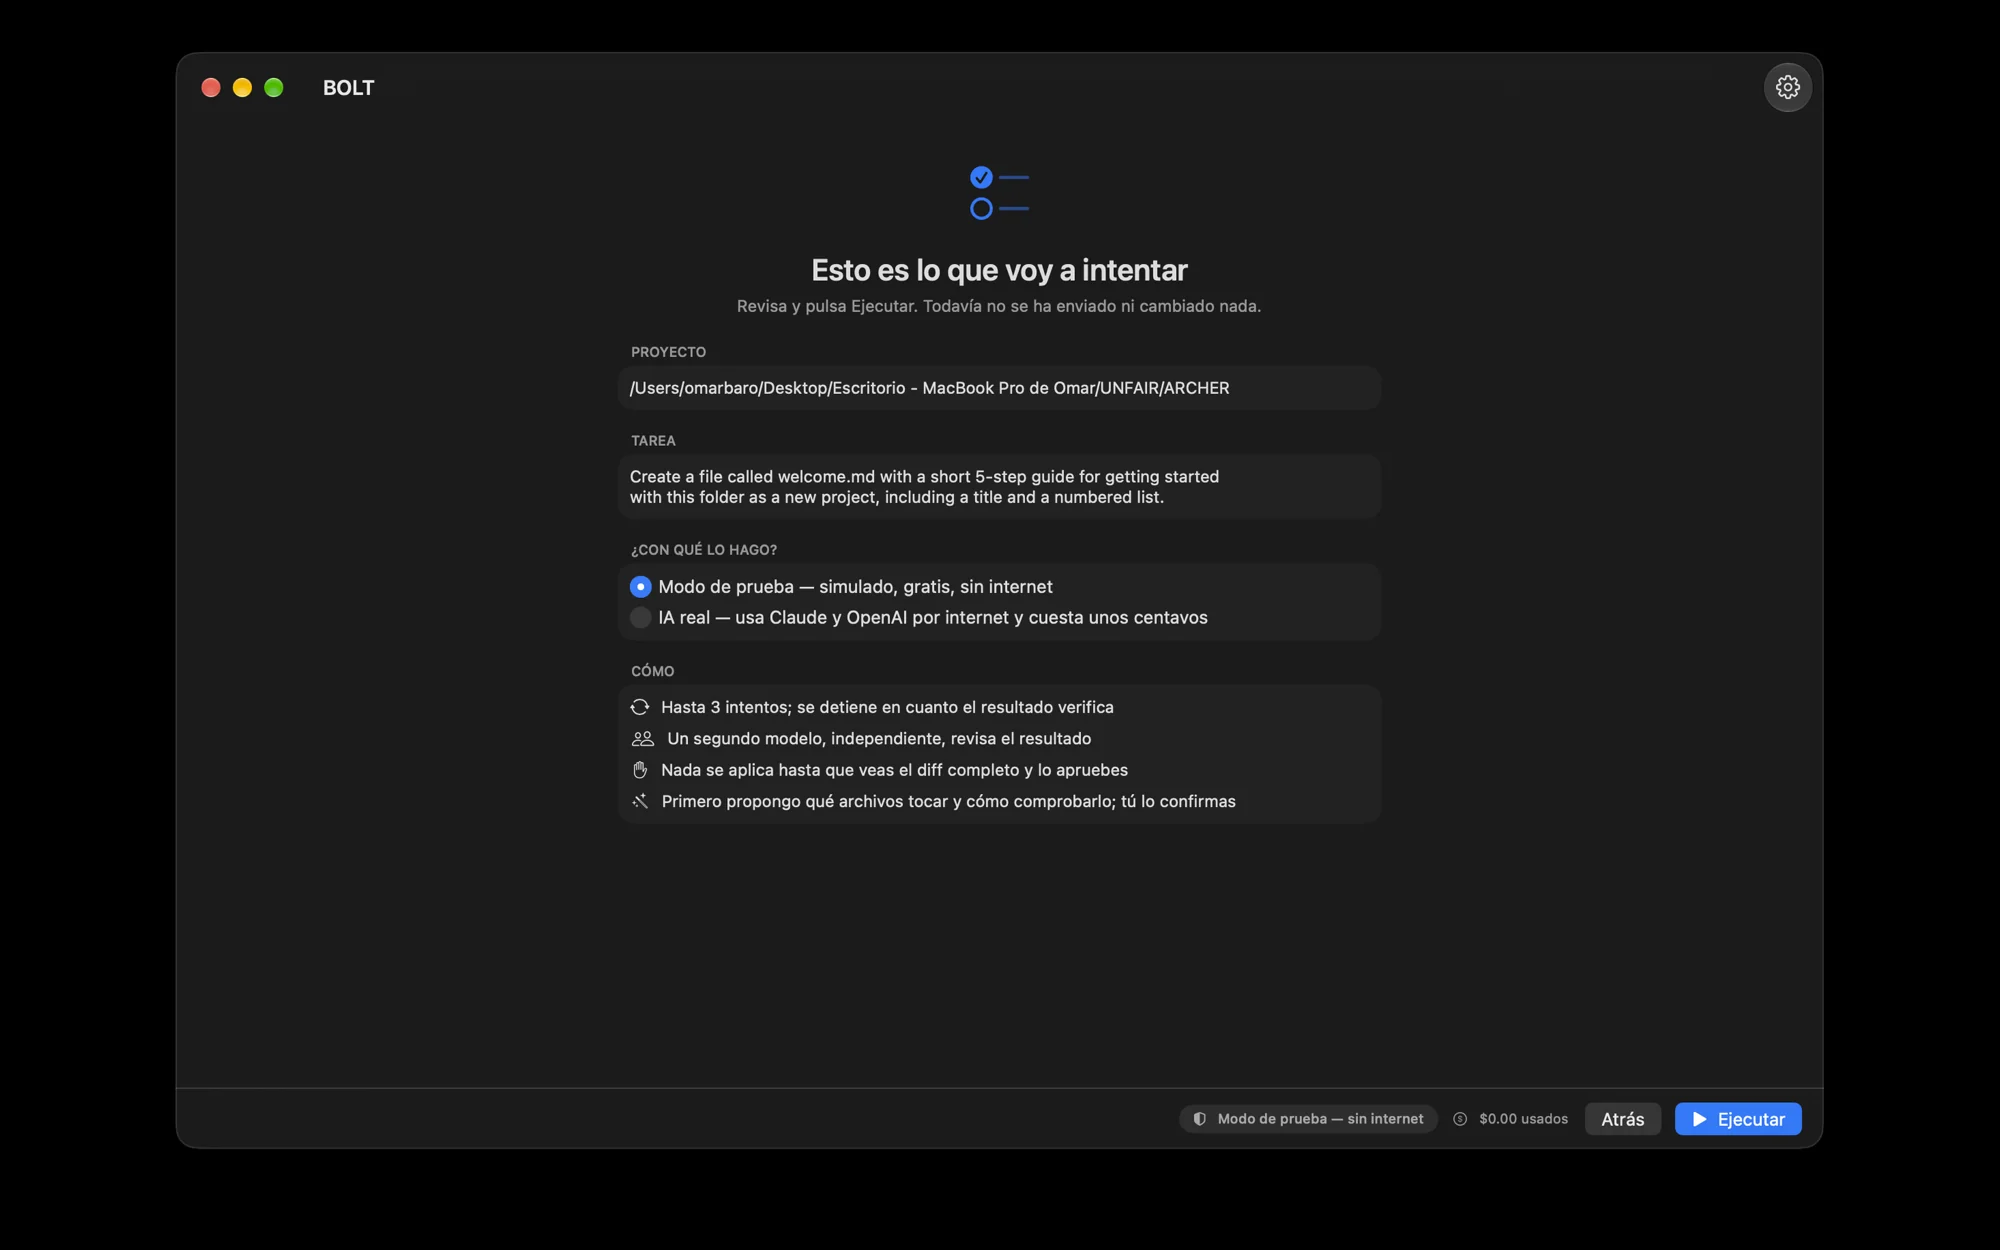 BOLT
Esto es lo que voy a intentar
Revisa y pulsa Ejecutar. Todavía no se ha enviado ni cambiado nada.
PROYECTO
/Users/omarbaro/Desktop/Escritorio - MacBook Pro de Omar/UNFAIR/ARCHER
TAREA
Create a file called welcome.md with a short 5-step guide for getting started
with this folder as a new project, including a title and a numbered list.
¿CON QUÉ LO HAGO?
Modo de prueba — simulado, gratis, sin internet
IA real — usa Claude y OpenAI por internet y cuesta unos centavos
CÓMO
Hasta 3 intentos; se detiene en cuanto el resultado verifica
Un segundo modelo, independiente, revisa el resultado
Nada se aplica hasta que veas el diff completo y lo apruebes
Primero propongo qué archivos tocar y cómo comprobarlo; tú lo confirmas
Modo de prueba — sin internet
$0.00 usados
Atrás
Ejecutar